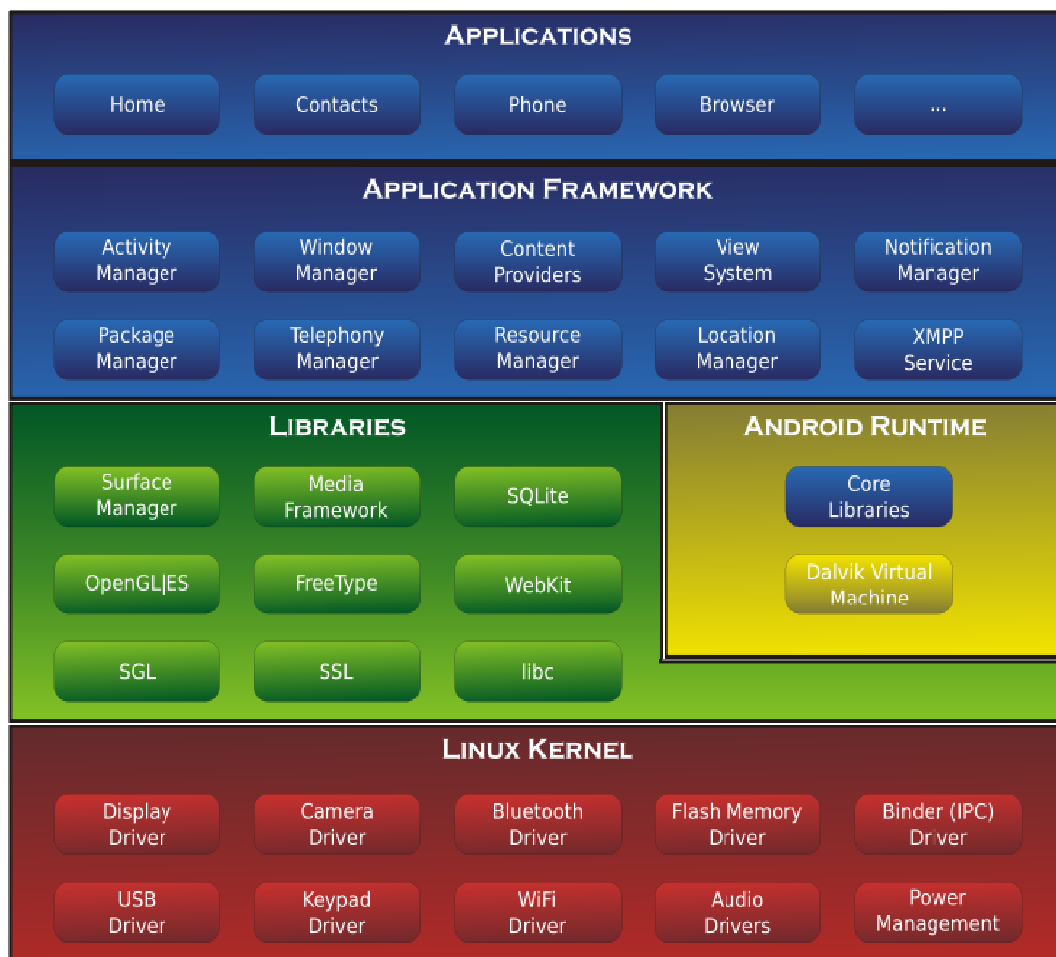 APPLICATIONS
Home
Contacts
Phone
Browser
...
APPLICATION FRAMEWORK
Activity
Manager
Window
Manager
Content
Providers
View
System
Notification
Manager
Package
Manager
Telephony
Manager
Resource
Manager
Location
Manager
XMPP
Service
LIBRARIES
Surface
Manager
Media
Framework
SQLite
OpenGL|ES
FreeType
WebKit
SGL
SSL
libc
ANDROID RUNTIME
Core
Libraries
Dalvik Virtual
Machine
LINUX KERNEL
Display
Driver
Camera
Driver
Bluetooth
Driver
Flash Memory
Driver
Binder (IPC)
Driver
USB
Driver
Keypad
Driver
WiFi
Driver
Audio
Drivers
Power
Management